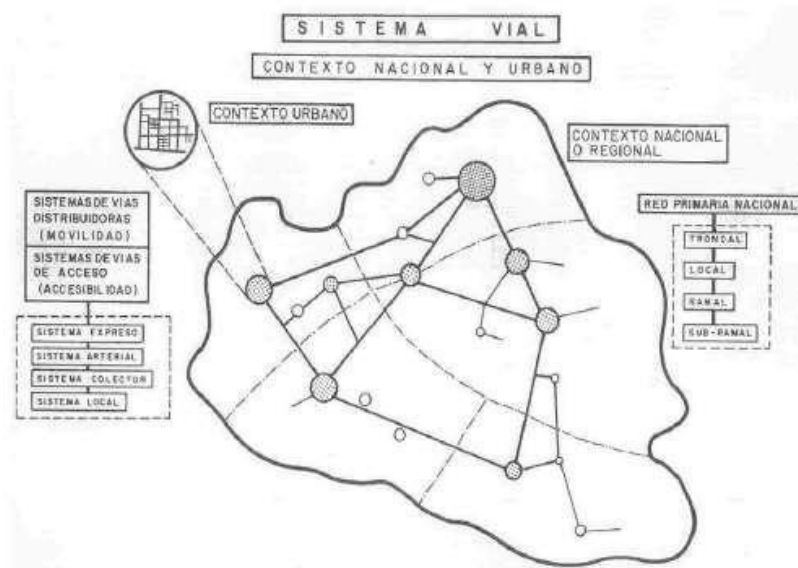 SISTEMA VIAL
CONTEXTO NACIONAL Y URBANO
CONTEXTO URBANO
CONTEXTO NACIONAL
O REGIONAL
SISTEMAS DE VIAS
DISTRIBUIDORAS
(MOVILIDAD)
SISTEMAS DE VIAS
DE ACCESO
(ACCESIBILIDAD)
SISTEMA EXPRESO
SISTEMA ARTERIAL
SISTEMA COLECTOR
SISTEMA LOCAL
RED PRIMARIA NACIONAL
TRONCAL
LOCAL
RAMAL
SUB-RAMAL